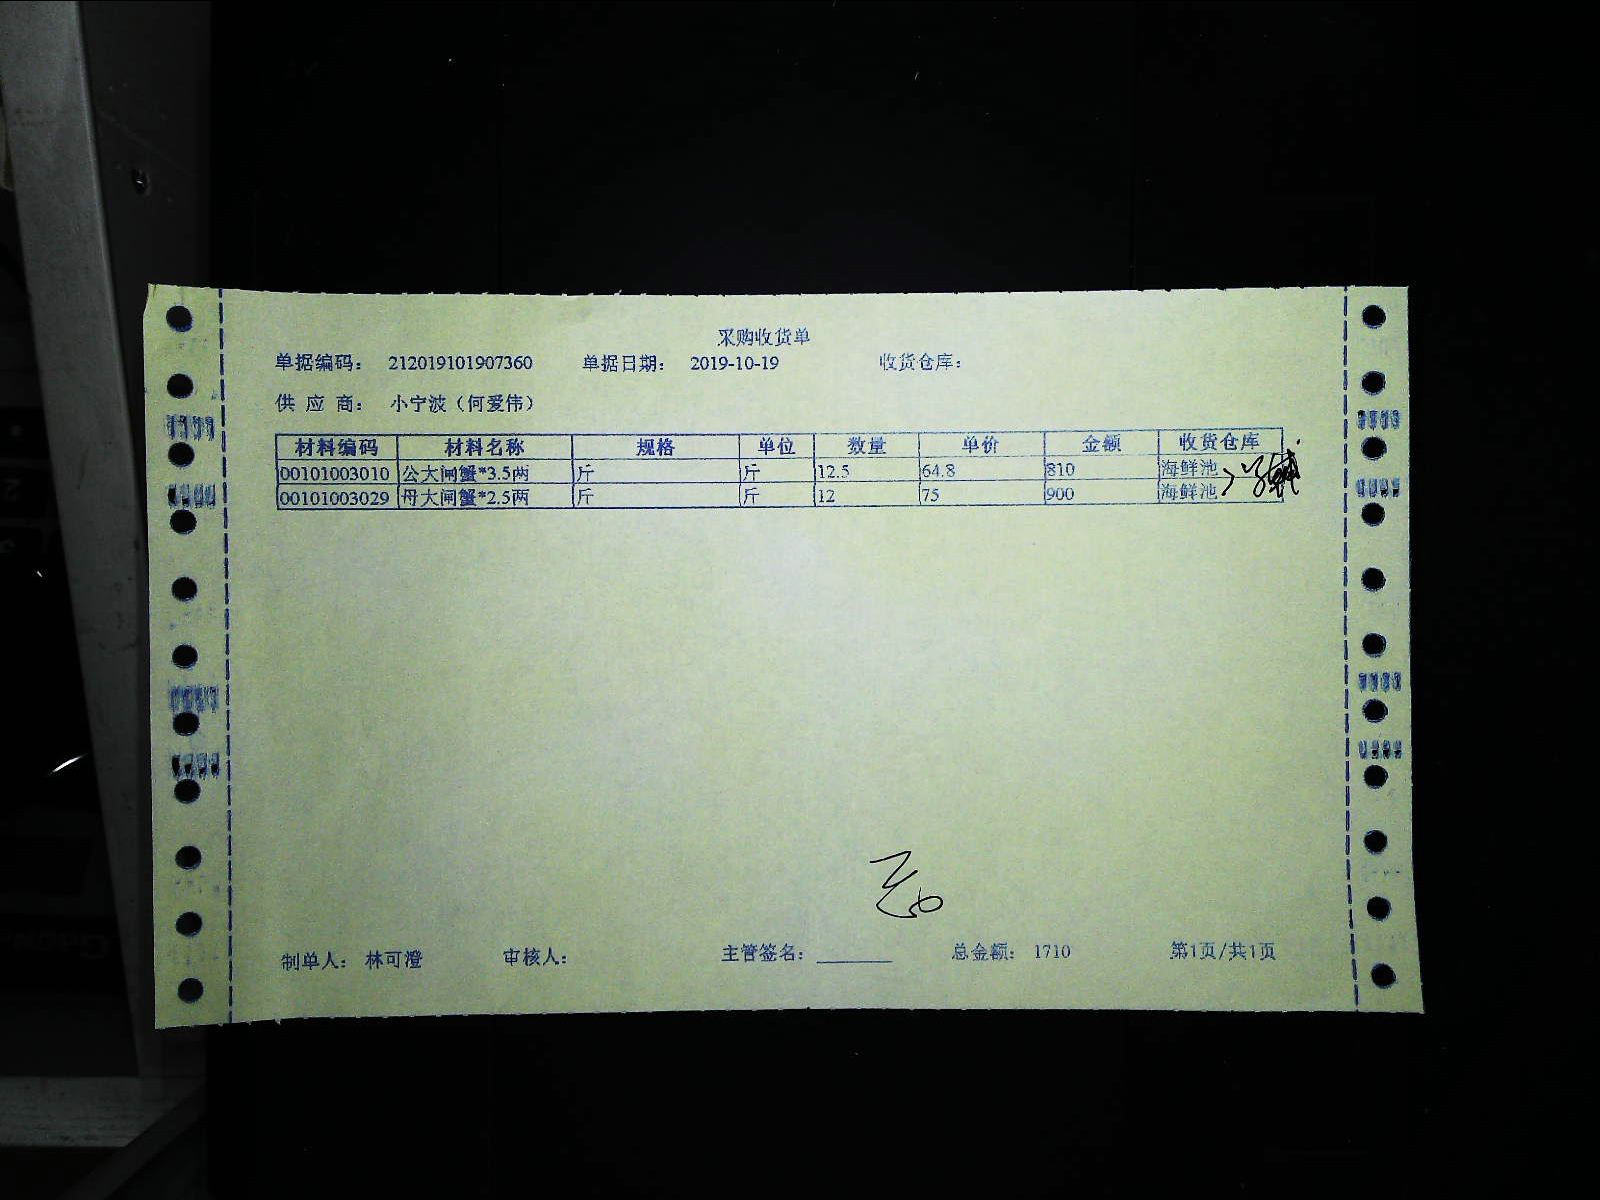 采购收货单
单据编码： 212019101907360 单据日期： 2019-10-19 收货仓库：
供 应 商： 小宁波（何爱伟）
材料编码 材料名称 规格 单位 数量 单价 金额 收货仓库
00101003010 公大闸蟹*3.5两 斤 斤 12.5 64.8 810 海鲜池
00101003029 母大闸蟹*2.5两 斤 斤 12 75 900 海鲜池
制单人： 林可澄 审核人： 主管签名：________ 总金额： 1710 第1页/共1页